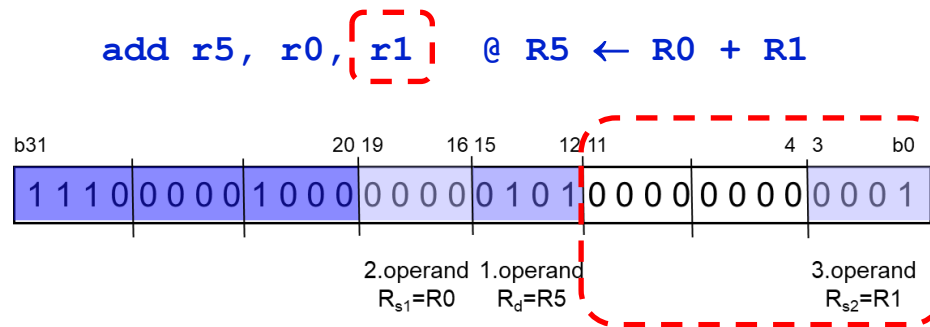 add r5, r0, r1 @ R5 ← R0 + R1
b31 20 19 16 15 12 11 4 3 b0
1 1 1 0 0 0 0 0 1 0 0 0 0 0 0 0 0 1 0 1 0 0 0 0 0 0 0 0 0 0 0 1
2.operand 1.operand 3.operand
Rs1=R0 Rd=R5 Rs2=R1